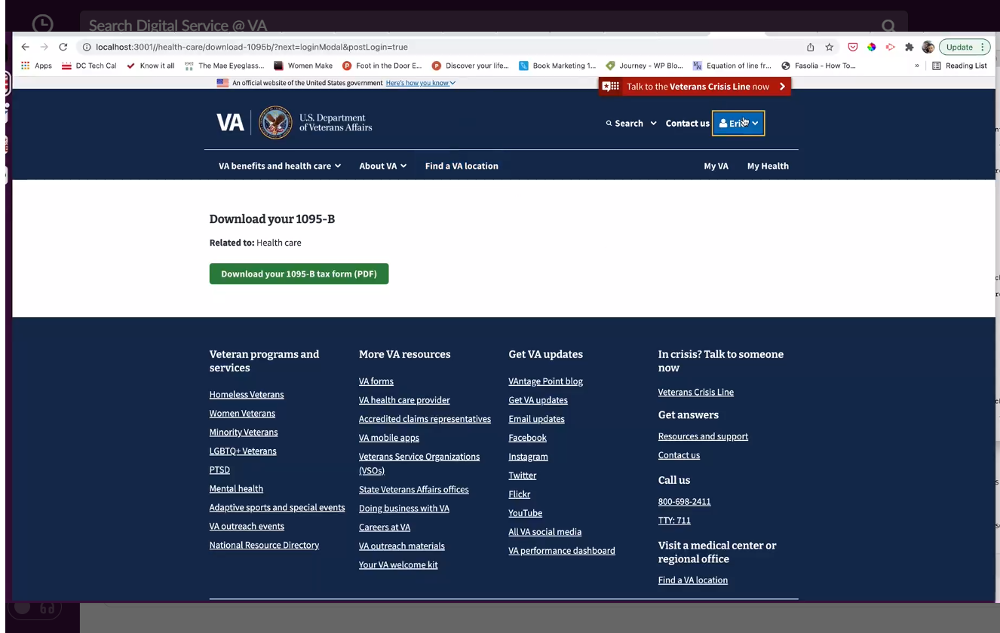 Search Digital Service @ VA
localhost:3001//health-care/download-1095b/?next=loginModal&postLogin=true
Update
Apps
DC Tech Cal
Know it all
The Mae Eyeglass...
Women Make
Foot in the Door E...
Discover your life...
Book Marketing 1...
Journey - WP Blo...
Equation of line fr...
Fasolia - How To...
»
Reading List
An official website of the United States government Here's how you know
Talk to the Veterans Crisis Line now
VA
U.S. Department
of Veterans Affairs
Search
Contact us
VA benefits and health care
About VA
Find a VA location
My VA
My Health
Download your 1095-B
Related to: Health care
Download your 1095-B tax form (PDF)
Veteran programs and
services
Homeless Veterans
Women Veterans
Minority Veterans
LGBTQ+ Veterans
PTSD
Mental health
Adaptive sports and special events
VA outreach events
National Resource Directory
More VA resources
VA forms
VA health care provider
Accredited claims representatives
VA mobile apps
Veterans Service Organizations
(VSOs)
State Veterans Affairs offices
Doing business with VA
Careers at VA
VA outreach materials
Your VA welcome kit
Get VA updates
VAntage Point blog
Get VA updates
Email updates
Facebook
Instagram
Twitter
Flickr
YouTube
All VA social media
VA performance dashboard
In crisis? Talk to someone
now
Veterans Crisis Line
Get answers
Resources and support
Contact us
Call us
800-698-2411
TTY: 711
Visit a medical center or
regional office
Find a VA location